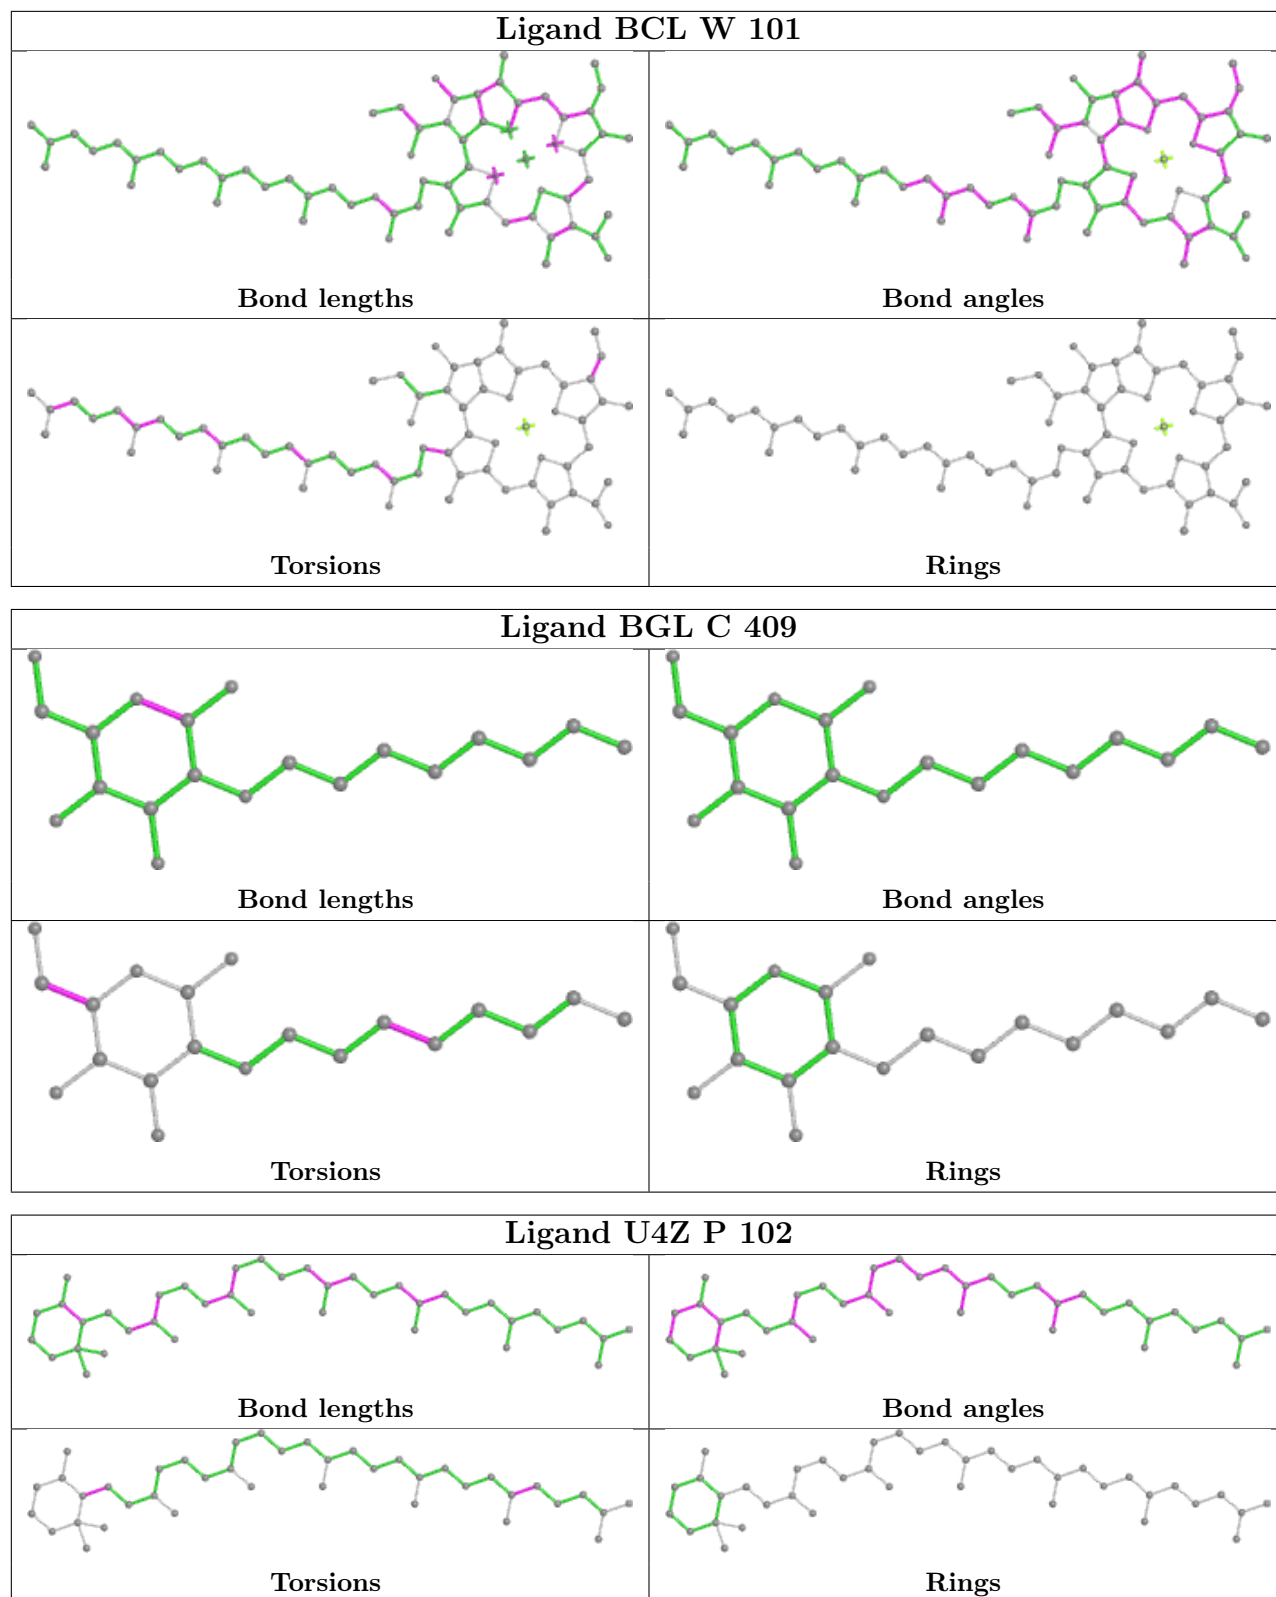 Ligand BCL W 101
Bond lengths
Bond angles
Torsions
Rings
Ligand BGL C 409
Bond lengths
Bond angles
Torsions
Rings
Ligand U4Z P 102
Bond lengths
Bond angles
Torsions
Rings